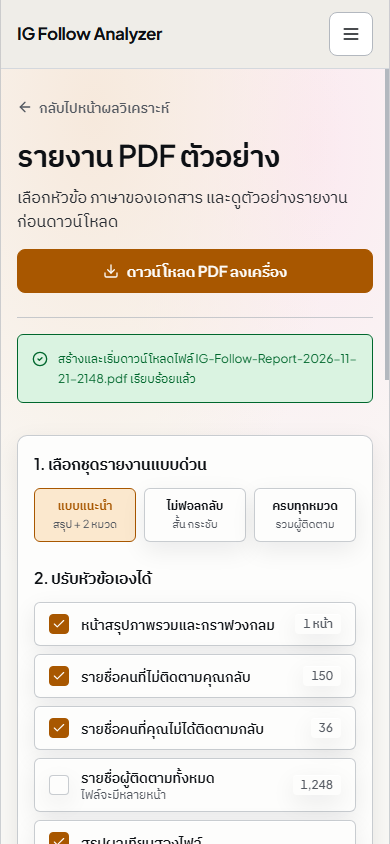 IG Follow Analyzer
กลับไปหน้าผลวิเคราะห์
รายงาน PDF ตัวอย่าง
เลือกหัวข้อ ภาษาของเอกสาร และดูตัวอย่างรายงาน
ก่อนดาวน์โหลด
ดาวน์โหลด PDF ลงเครื่อง
สร้างและเริ่มดาวน์โหลดไฟล์ IG-Follow-Report-2026-11-
21-2148.pdf เรียบร้อยแล้ว
1. เลือกชุดรายงานแบบด่วน
แบบแนะนำ
สรุป + 2 หมวด
ไม่ฟอลกลับ
สั้น กระชับ
ครบทุกหมวด
รวมผู้ติดตาม
2. ปรับหัวข้อเองได้
หน้าสรุปภาพรวมและกราฟวงกลม
1 หน้า
รายชื่อคนที่ไม่ติดตามคุณกลับ
150
รายชื่อคนที่คุณไม่ได้ติดตามกลับ
36
รายชื่อผู้ติดตามทั้งหมด
ไฟล์จะมีหลายหน้า
1,248
สรุปผลเทียบสองไฟล์